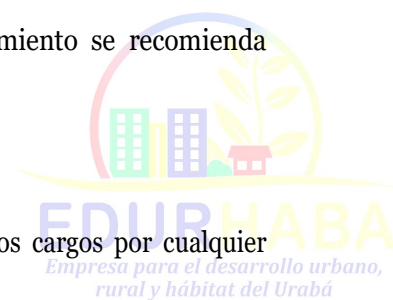 miento se recomienda
os cargos por cualquier
EDURHABA
Empresa para el desarrollo urbano,
rural y hábitat del Urabá